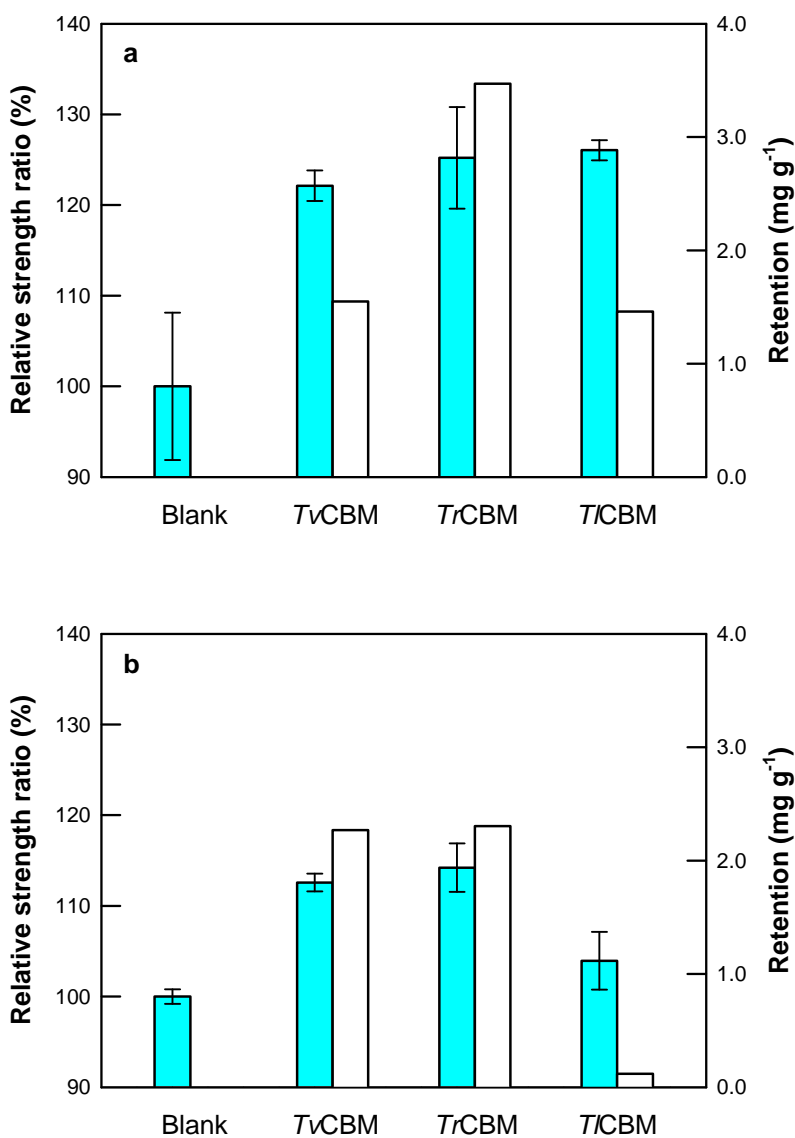 140
130
120
110
100
90
Relative strength ratio (%)
a
4.0
3.0
2.0
1.0
0.0
Retention (mg g-1)
Blank TvCBM TrCBM TlCBM
140
130
120
110
100
90
Relative strength ratio (%)
b
4.0
3.0
2.0
1.0
0.0
Retention (mg g-1)
Blank TvCBM TrCBM TlCBM